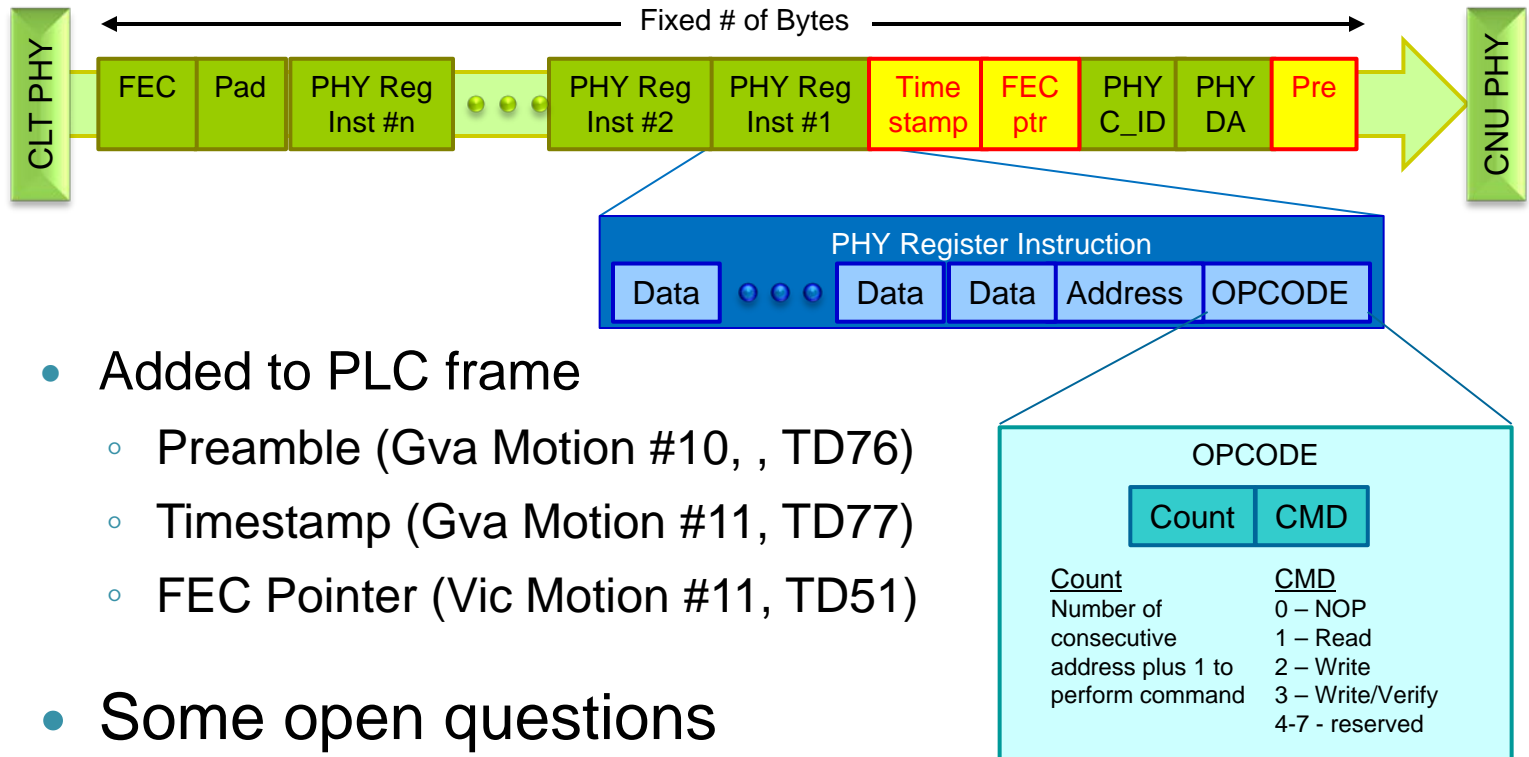 Fixed # of Bytes
CLT PHY
FEC
Pad
PHY Reg
Inst #n
PHY Reg
Inst #2
PHY Reg
Inst #1
Time
stamp
FEC
ptr
PHY
C_ID
PHY
DA
Pre
CNU PHY
PHY Register Instruction
Data
Data
Data
Address
OPCODE
• Added to PLC frame
◦ Preamble (Gva Motion #10, , TD76)
◦ Timestamp (Gva Motion #11, TD77)
◦ FEC Pointer (Vic Motion #11, TD51)
• Some open questions
OPCODE
Count
CMD
Count
Number of
consecutive
address plus 1 to
perform command
CMD
0 – NOP
1 – Read
2 – Write
3 – Write/Verify
4-7 - reserved